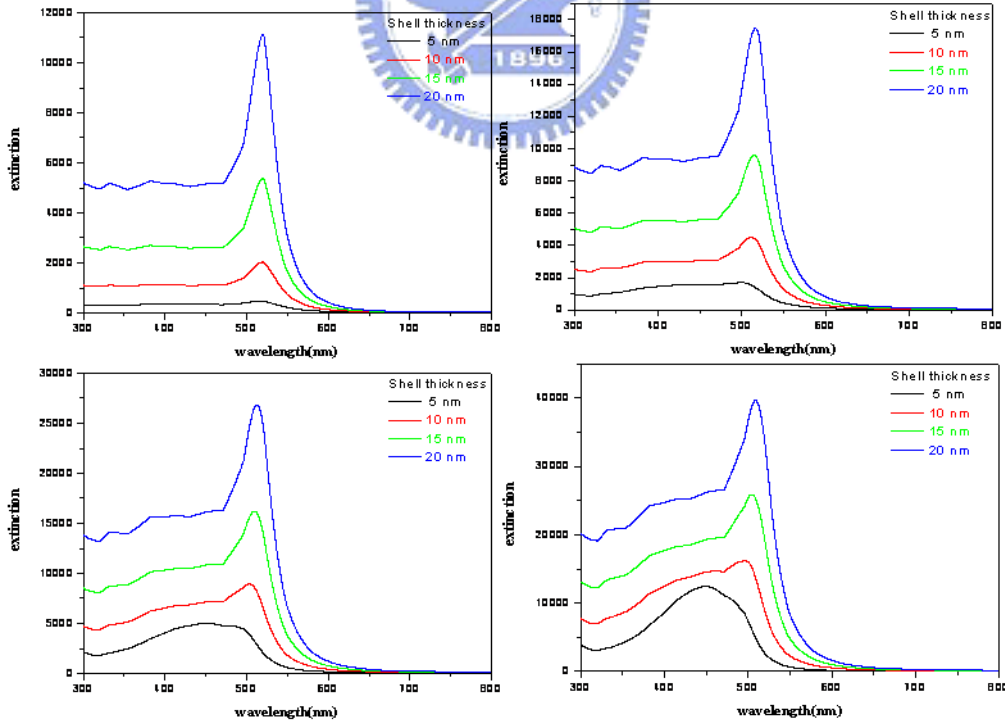 12000
10000
8000
6000
4000
2000
0
extinction
300
400
500
600
700
800
wavelength(nm)
Shell thickness
5 nm
10 nm
15 nm
20 nm
1896
18000
16000
14000
12000
10000
8000
6000
4000
2000
0
extinction
300
400
500
600
700
800
wavelength(nm)
Shell thickness
5 nm
10 nm
15 nm
20 nm
30000
25000
20000
15000
10000
5000
0
extinction
300
400
500
600
700
800
wavelength(nm)
Shell thickness
5 nm
10 nm
15 nm
20 nm
40000
30000
20000
10000
0
extinction
300
400
500
600
700
800
wavelength(nm)
Shell thickness
5 nm
10 nm
15 nm
20 nm